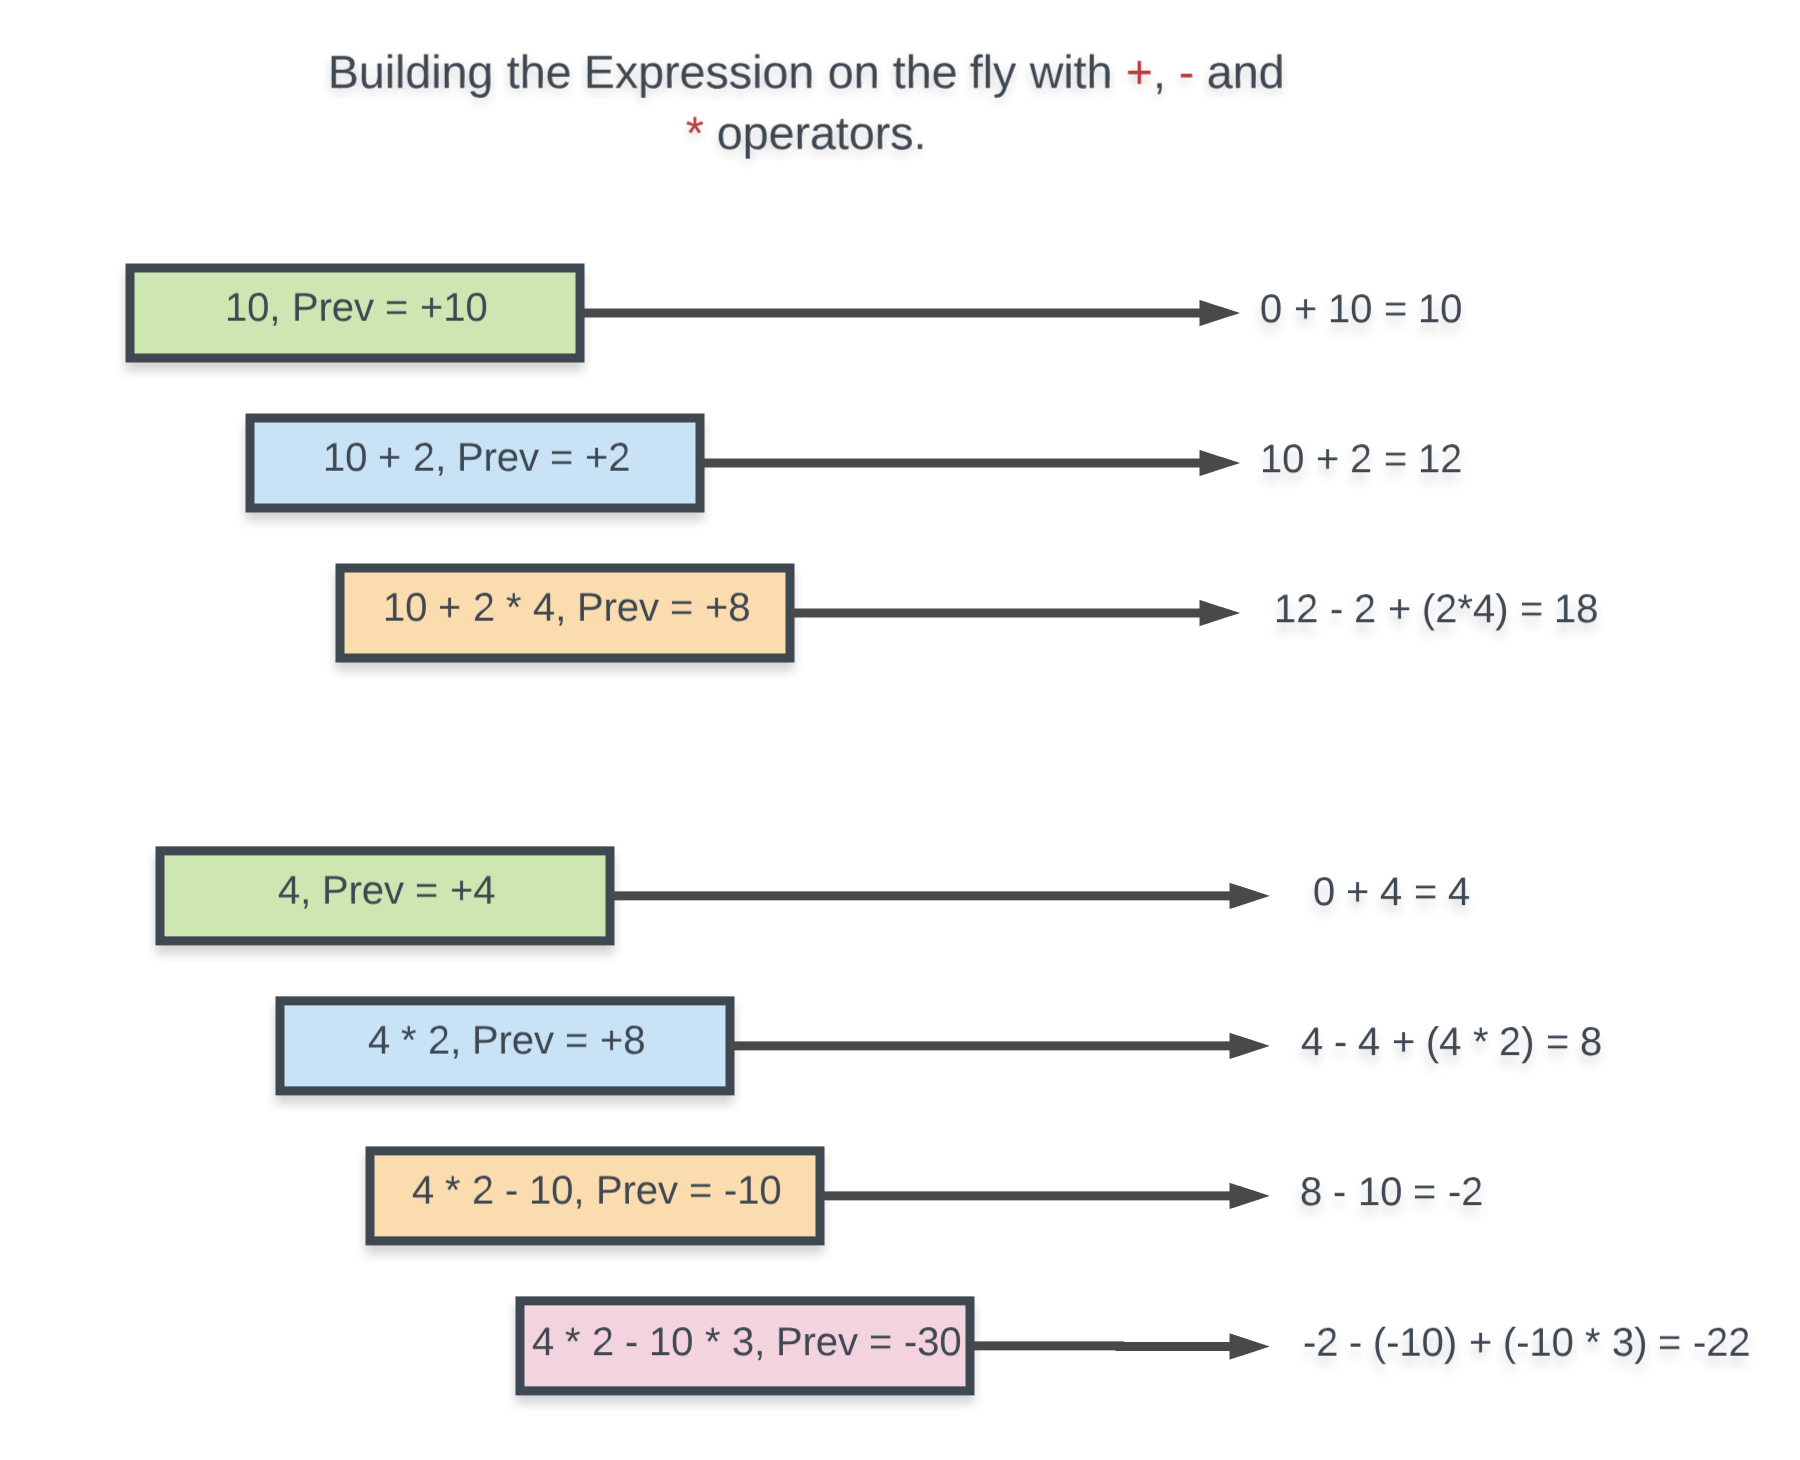 Building the Expression on the fly with +, - and
* operators.
10, Prev = +10
0 + 10 = 10
10 + 2, Prev = +2
10 + 2 = 12
10 + 2 * 4, Prev = +8
12 - 2 + (2*4) = 18
4, Prev = +4
0 + 4 = 4
4 * 2, Prev = +8
4 - 4 + (4 * 2) = 8
4 * 2 - 10, Prev = -10
8 - 10 = -2
4 * 2 - 10 * 3, Prev = -30
-2 - (-10) + (-10 * 3) = -22